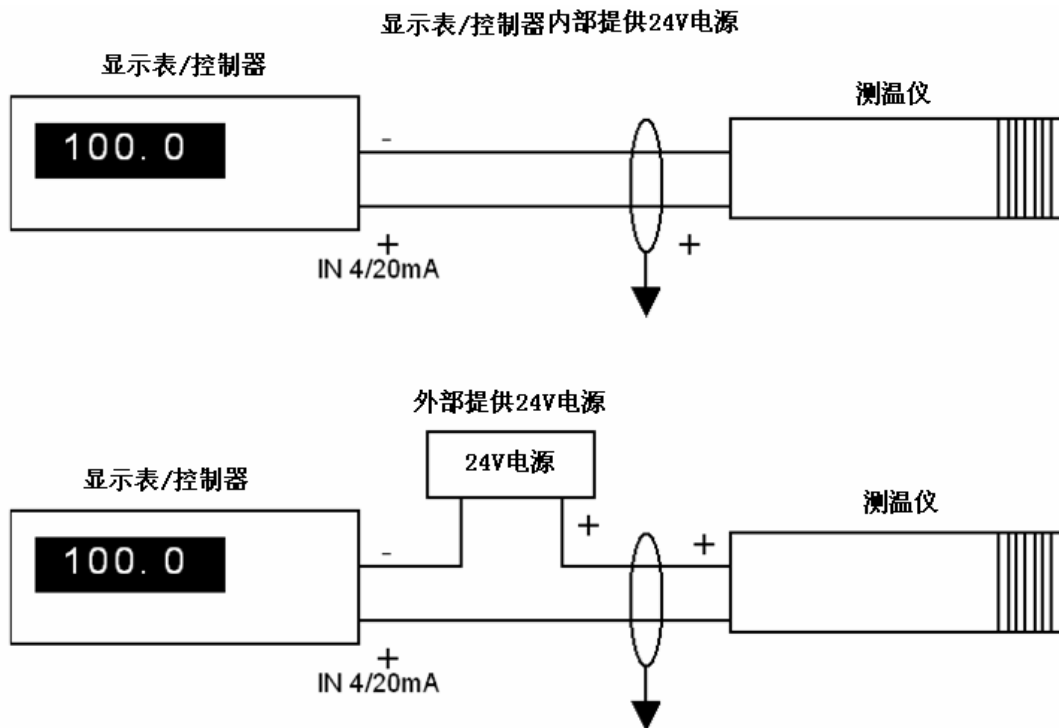 显示表/控制器内部提供24V电源
显示表/控制器
测温仪
100. 0
-
+
+
IN 4/20mA
外部提供24V电源
24V电源
显示表/控制器
测温仪
100. 0
-
+
+
+
IN 4/20mA